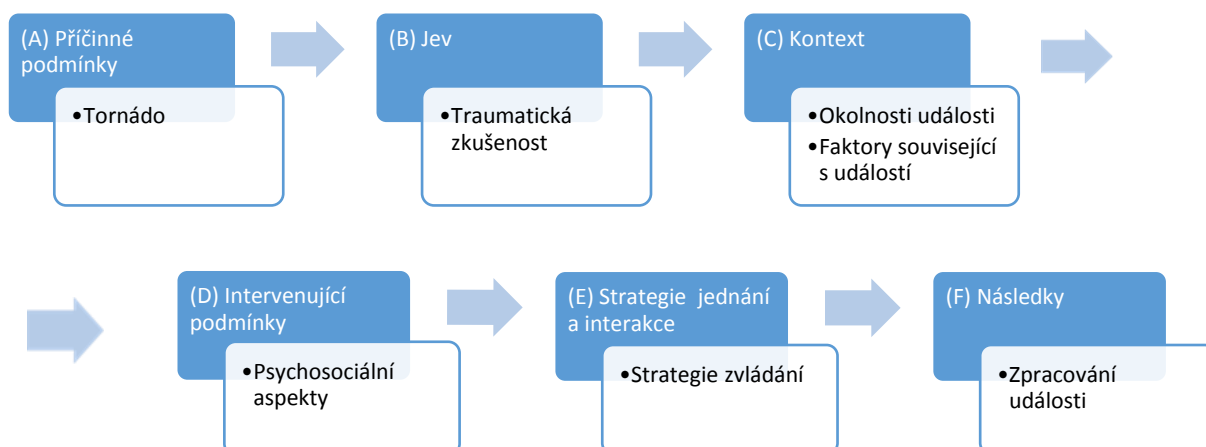 (A) Příčinné
podmínky
•Tornádo
(B) Jev
•Traumatická
zkušenost
(C) Kontext
•Okolnosti události
•Faktory související
s událostí
(D) Intervenující
podmínky
•Psychosociální
aspekty
(E) Strategie jednání
a interakce
•Strategie zvládání
(F) Následky
•Zpracování
události